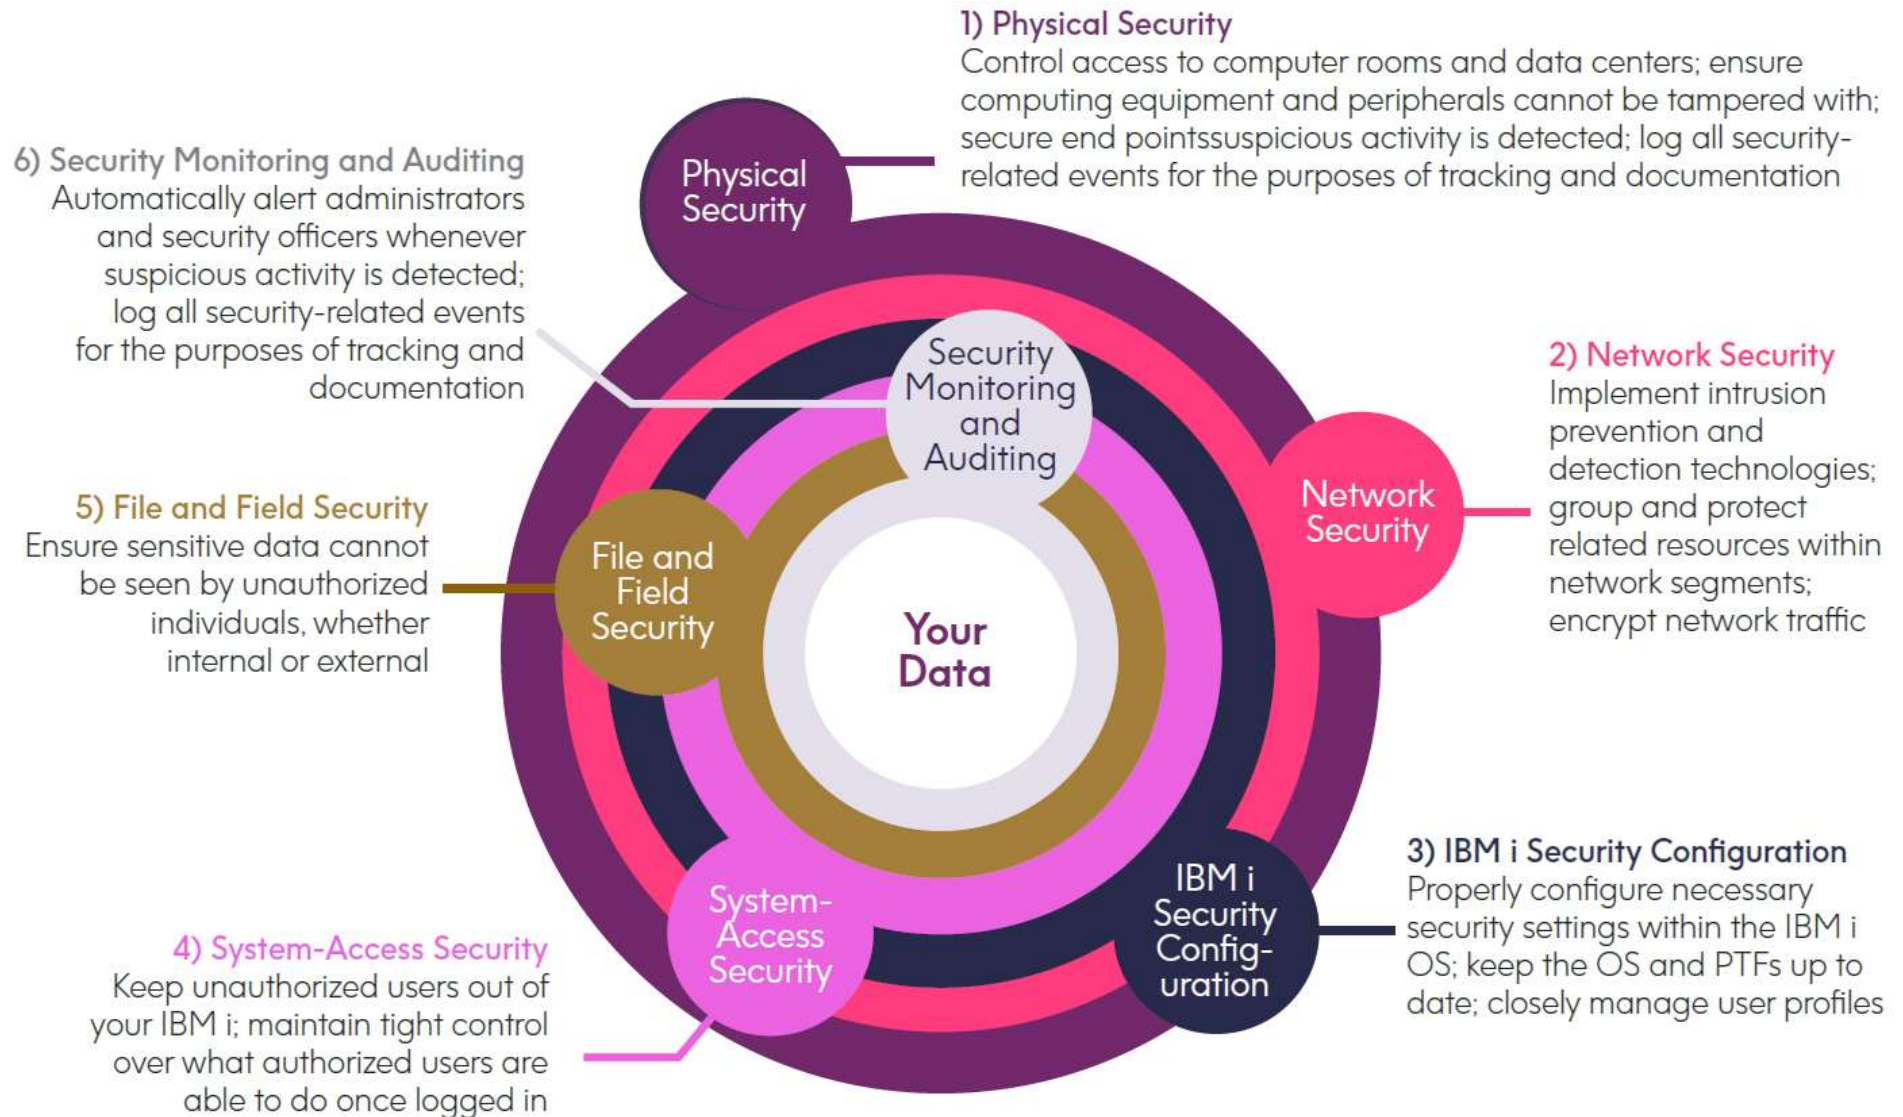 1) Physical Security
Control access to computer rooms and data centers; ensure
computing equipment and peripherals cannot be tampered with;
secure end pointssuspicious activity is detected; log all security-
related events for the purposes of tracking and documentation
6) Security Monitoring and Auditing
Automatically alert administrators
and security officers whenever
suspicious activity is detected;
log all security-related events
for the purposes of tracking and
documentation
Physical
Security
Security
Monitoring
and
Auditing
2) Network Security
Implement intrusion
prevention and
detection technologies;
group and protect
related resources within
network segments;
encrypt network traffic
Network
Security
5) File and Field Security
Ensure sensitive data cannot
be seen by unauthorized
individuals, whether
internal or external
File and
Field
Security
Your
Data
3) IBM i Security Configuration
Properly configure necessary
security settings within the IBM i
OS; keep the OS and PTFs up to
date; closely manage user profiles
IBM i
Security
Config-
uration
System-
Access
Security
4) System-Access Security
Keep unauthorized users out of
your IBM i; maintain tight control
over what authorized users are
able to do once logged in